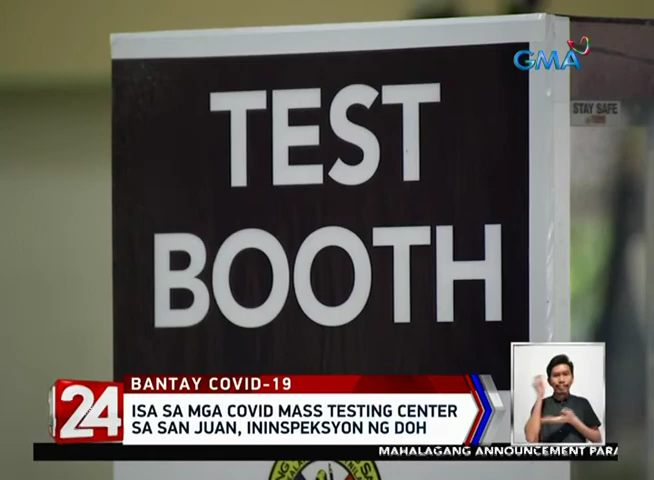 GMA
STAY SAFE
TEST
BOOTH
BANTAY COVID-19
24
ISA SA MGA COVID MASS TESTING CENTER
SA SAN JUAN, ININSPEKSYON NG DOH
MAHALAGANG ANNOUNCEMENT PARA